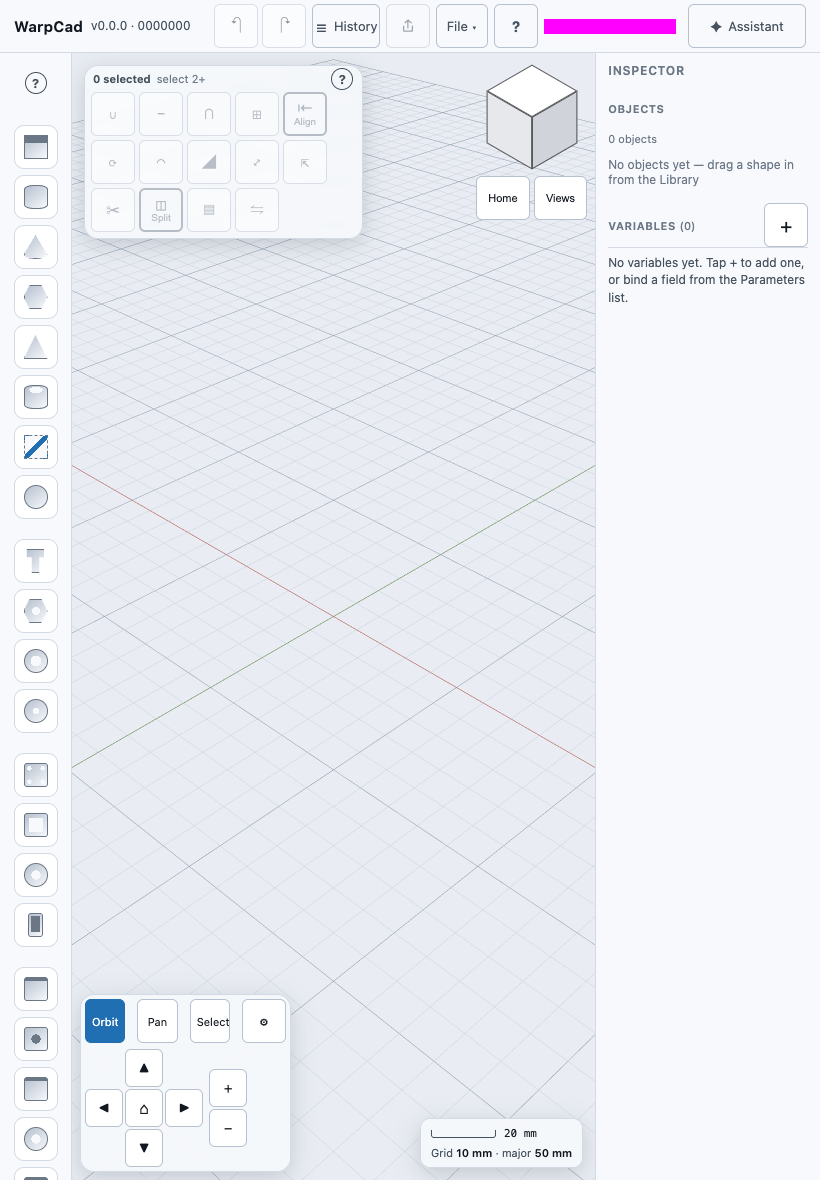 WarpCad v0.0.0 · 0000000
History
File
?
Assistant
?
0 selected select 2+
?
Align
Split
Home
Views
INSPECTOR
OBJECTS
0 objects
No objects yet — drag a shape in
from the Library
VARIABLES (0)
+
No variables yet. Tap + to add one,
or bind a field from the Parameters
list.
Orbit
Pan
Select
+
−
20 mm
Grid 10 mm · major 50 mm